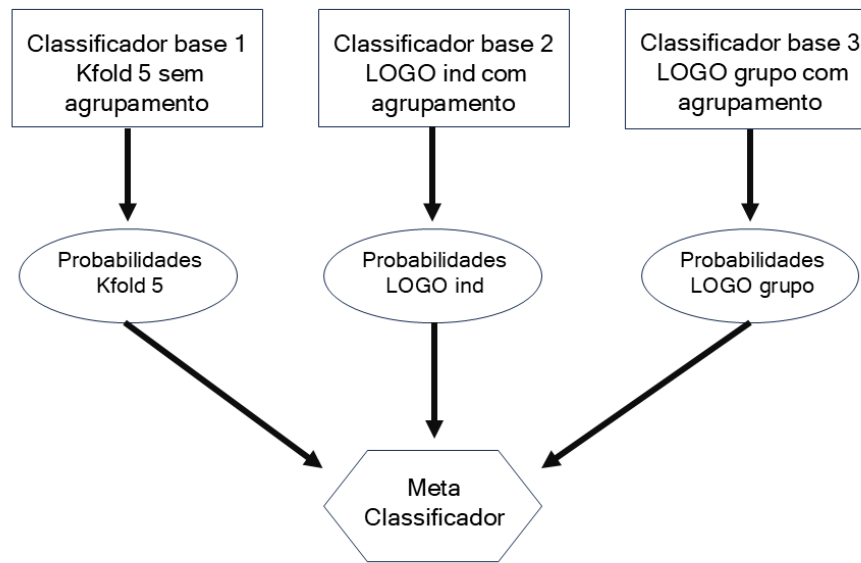 Classificador base 1
Kfold 5 sem
agrupamento
Classificador base 2
LOGO ind com
agrupamento
Classificador base 3
LOGO grupo com
agrupamento
Probabilidades
Kfold 5
Probabilidades
LOGO ind
Probabilidades
LOGO grupo
Meta
Classificador